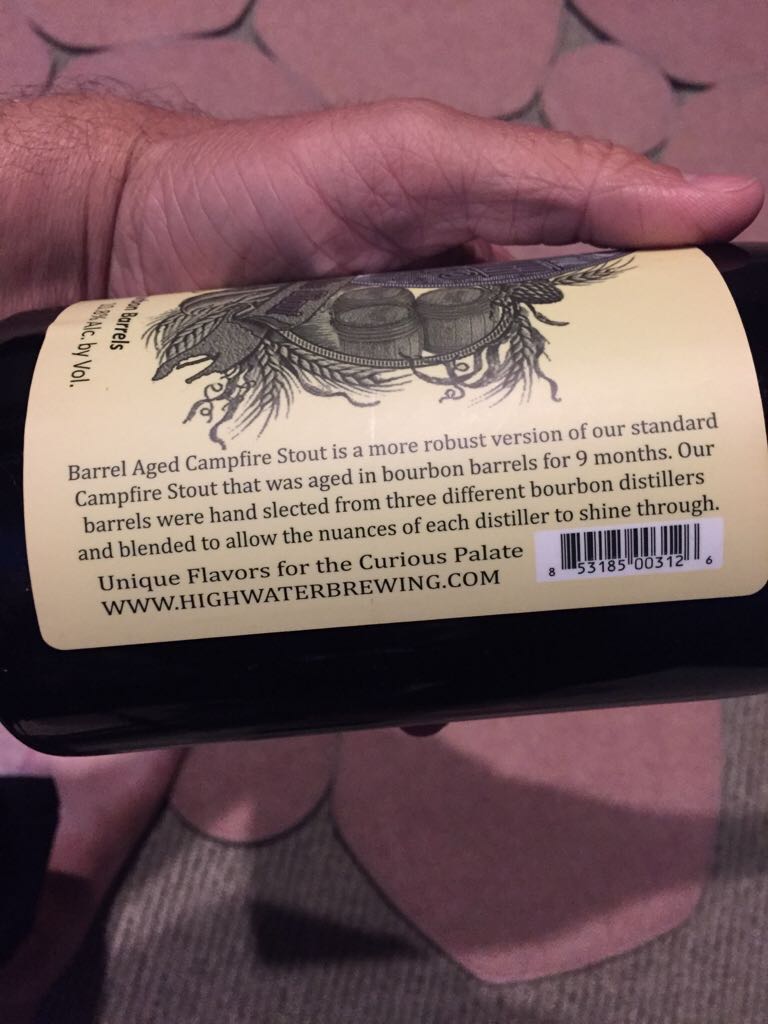 Barrels
10.8% Alc. by Vol.
Barrel Aged Campfire Stout is a more robust version of our standard
Campfire Stout that was aged in bourbon barrels for 9 months. Our
barrels were hand slected from three different bourbon distillers
and blended to allow the nuances of each distiller to shine through.
Unique Flavors for the Curious Palate
WWW.HIGHWATERBREWING.COM
8 53185 00312 6